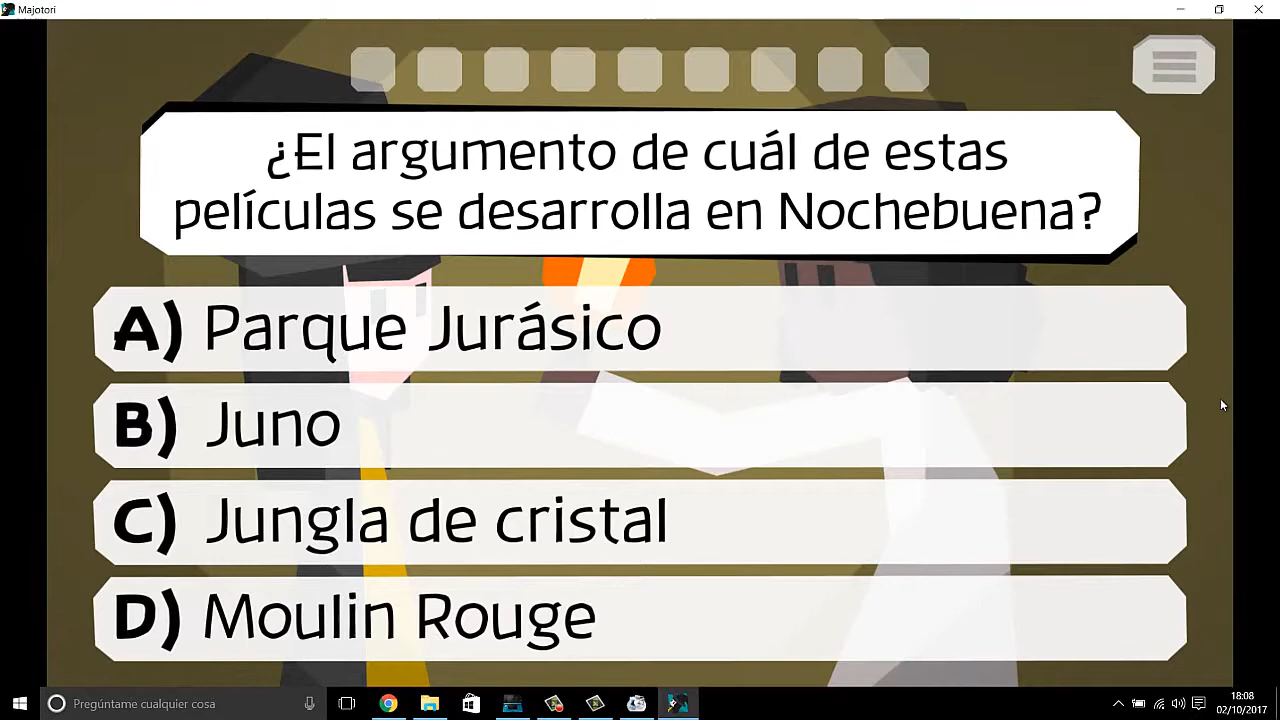 Majotori
¿El argumento de cuál de estas
películas se desarrolla en Nochebuena?
A) Parque Jurásico
B) Juno
C) Jungla de cristal
D) Moulin Rouge
Pregúntame cualquier cosa
18:08
02/10/2017